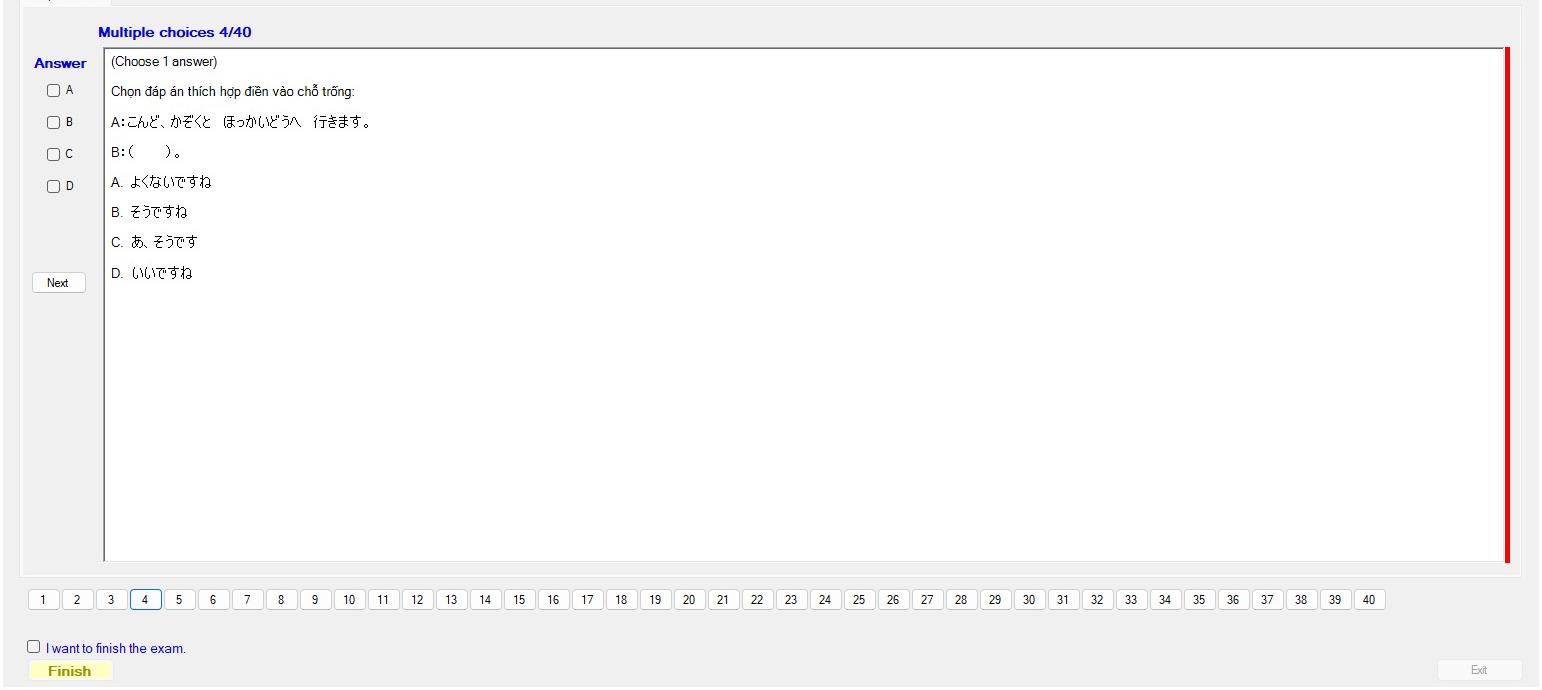 Multiple choices 4/40
Answer
(Choose 1 answer)
A
Chọn đáp án thích hợp điền vào chỗ trống:
B
A:こんど、かぞくと　ほっかいどうへ　行きます。
C
B:(　　)。
D
A. よくないですね
B. そうですね
C. あ、そうです
D. いいですね
Next
1 2 3 4 5 6 7 8 9 10 11 12 13 14 15 16 17 18 19 20 21 22 23 24 25 26 27 28 29 30 31 32 33 34 35 36 37 38 39 40
I want to finish the exam.
Finish
Exit